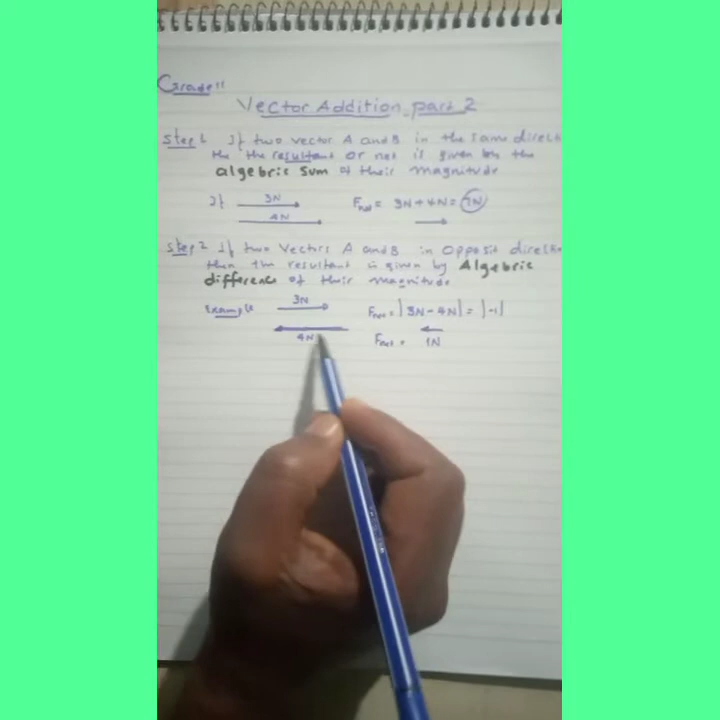 Grade 11
Vector Addition part 2
Step 1 If two vector A and B in the same direct
the the resultant or net is given by the
algebric sum of their magnitude
3N Fnet = 3N + 4N = 7N
4N
Step 2 If two vectors A and B in opposit direct
then the resultant is given by Algebric
difference of their magnitude
Example 3N Fnet = |3N - 4N| = |-1|
4N Fnet = 1N